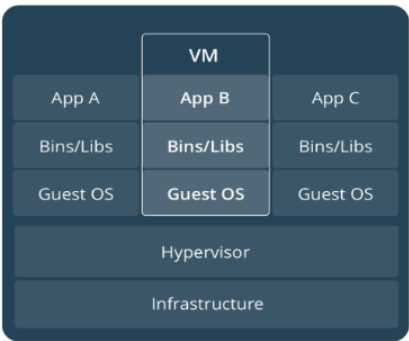 VM
App A App B App C
Bins/Libs Bins/Libs Bins/Libs
Guest OS Guest OS Guest OS
Hypervisor
Infrastructure